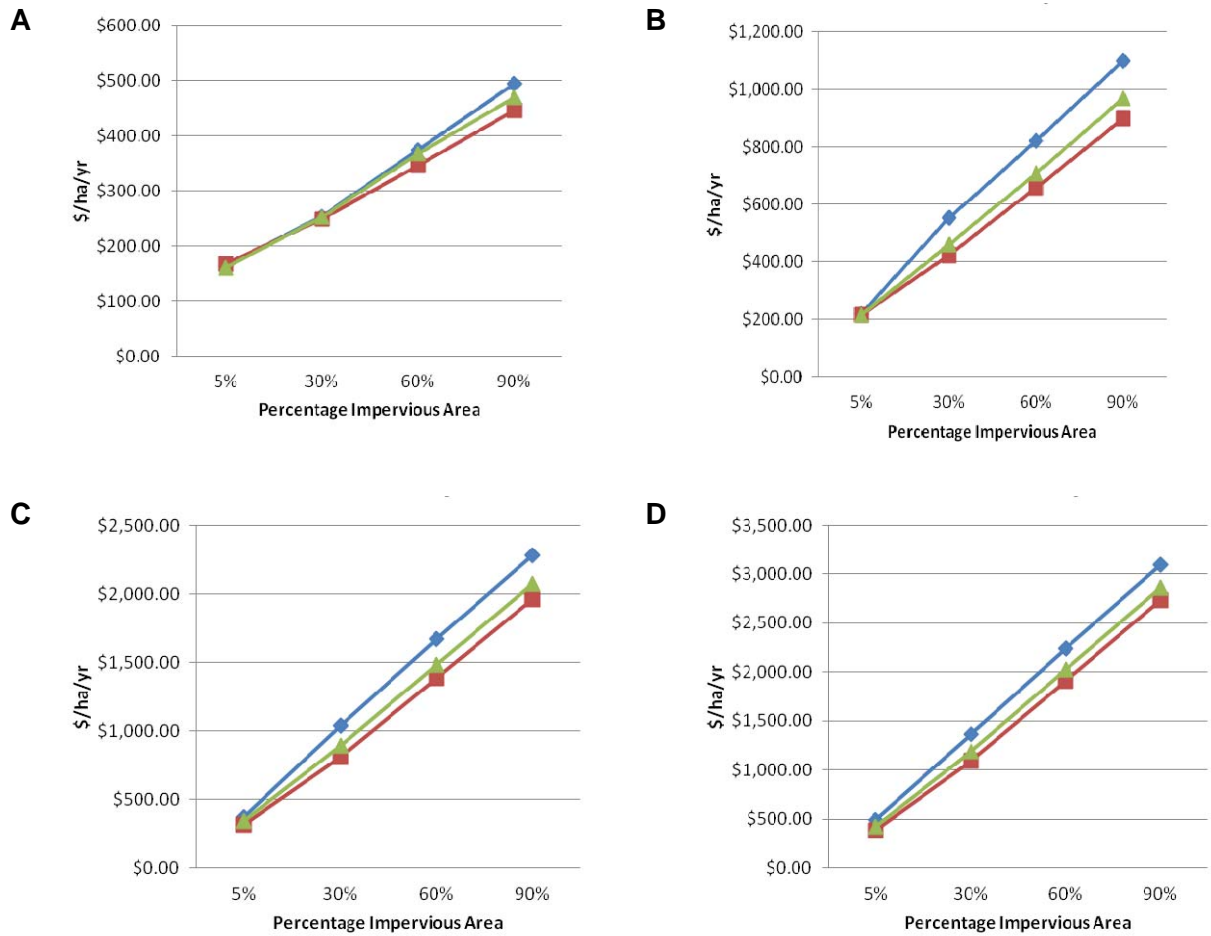 A
$600.00
$500.00
$400.00
$300.00
$200.00
$100.00
$0.00
$/ha/yr
5% 30% 60% 90%
Percentage Impervious Area
B
$1,200.00
$1,000.00
$800.00
$600.00
$400.00
$200.00
$0.00
$/ha/yr
5% 30% 60% 90%
Percentage Impervious Area
C
$2,500.00
$2,000.00
$1,500.00
$1,000.00
$500.00
$0.00
$/ha/yr
5% 30% 60% 90%
Percentage Impervious Area
D
$3,500.00
$3,000.00
$2,500.00
$2,000.00
$1,500.00
$1,000.00
$500.00
$0.00
$/ha/yr
5% 30% 60% 90%
Percentage Impervious Area